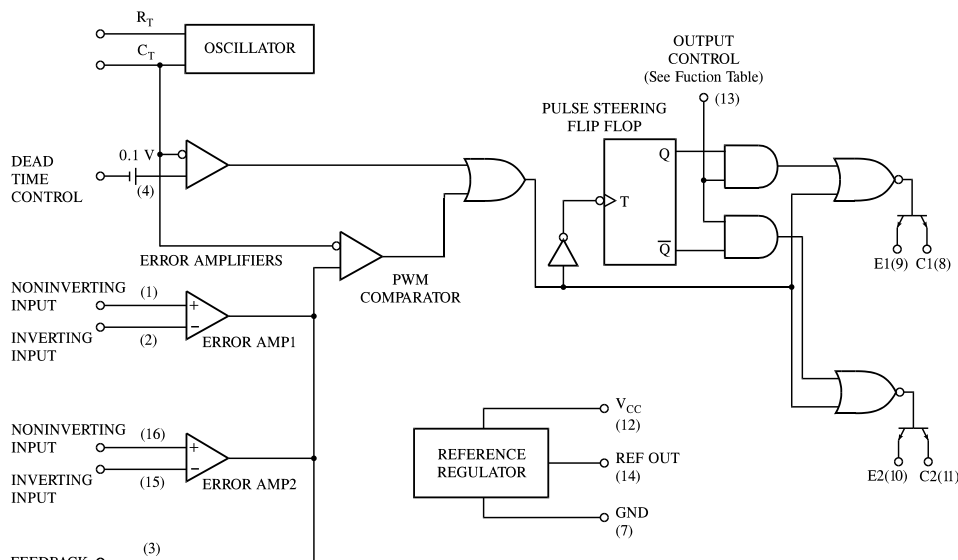 R_T
OSCILLATOR
C_T
OUTPUT
CONTROL
(See Fuction Table)
(13)
PULSE STEERING
FLIP FLOP
DEAD
TIME
CONTROL
0.1 V
(4)
Q
T
Q̅
E1(9) C1(8)
ERROR AMPLIFIERS
PWM
COMPARATOR
NONINVERTING
INPUT
(1)
+
−
INVERTING
INPUT
(2)
ERROR AMP1
NONINVERTING
INPUT
(16)
+
−
INVERTING
INPUT
(15)
ERROR AMP2
REFERENCE
REGULATOR
V_CC
(12)
REF OUT
(14)
GND
(7)
E2(10) C2(11)
(3)
FEEDBACK